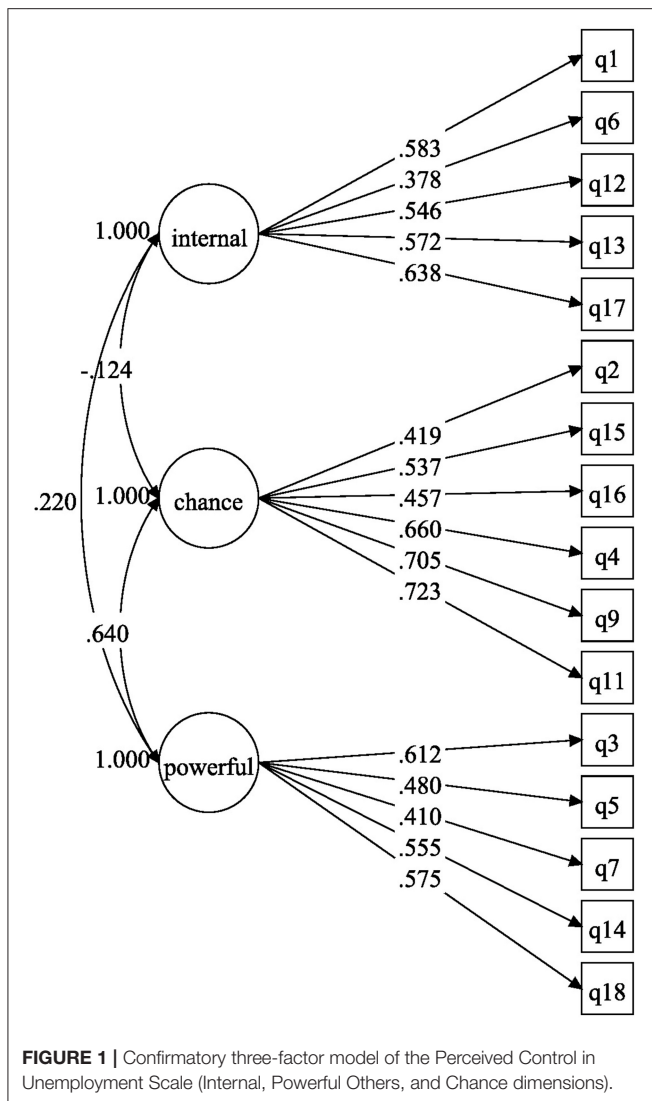 q1
q6
.583
.378
q12
.546
1.000
internal
.572
q13
.638
q17
-.124
q2
.419
q15
.537
1.000
chance
.457
q16
.220
.660
q4
.705
.723
q9
.640
q11
q3
.612
1.000
powerful
.480
q5
.410
.555
q7
.575
q14
q18
FIGURE 1 | Confirmatory three-factor model of the Perceived Control in
Unemployment Scale (Internal, Powerful Others, and Chance dimensions).